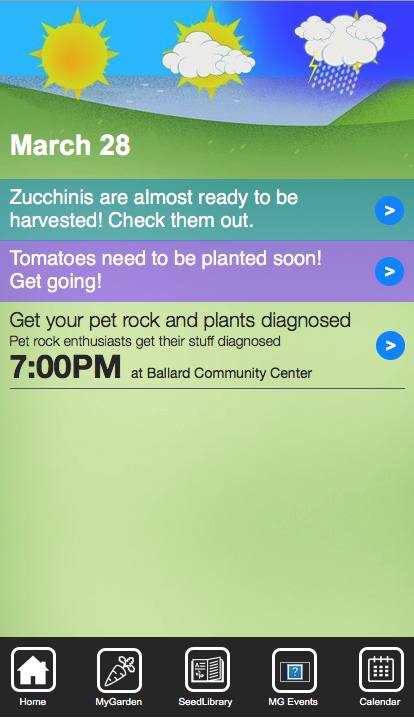 March 28
Zucchinis are almost ready to be
harvested! Check them out.
>
Tomatoes need to be planted soon!
Get going!
>
Get your pet rock and plants diagnosed
Pet rock enthusiasts get their stuff diagnosed
7:00PM at Ballard Community Center
>
?
Home MyGarden SeedLibrary MG Events Calendar